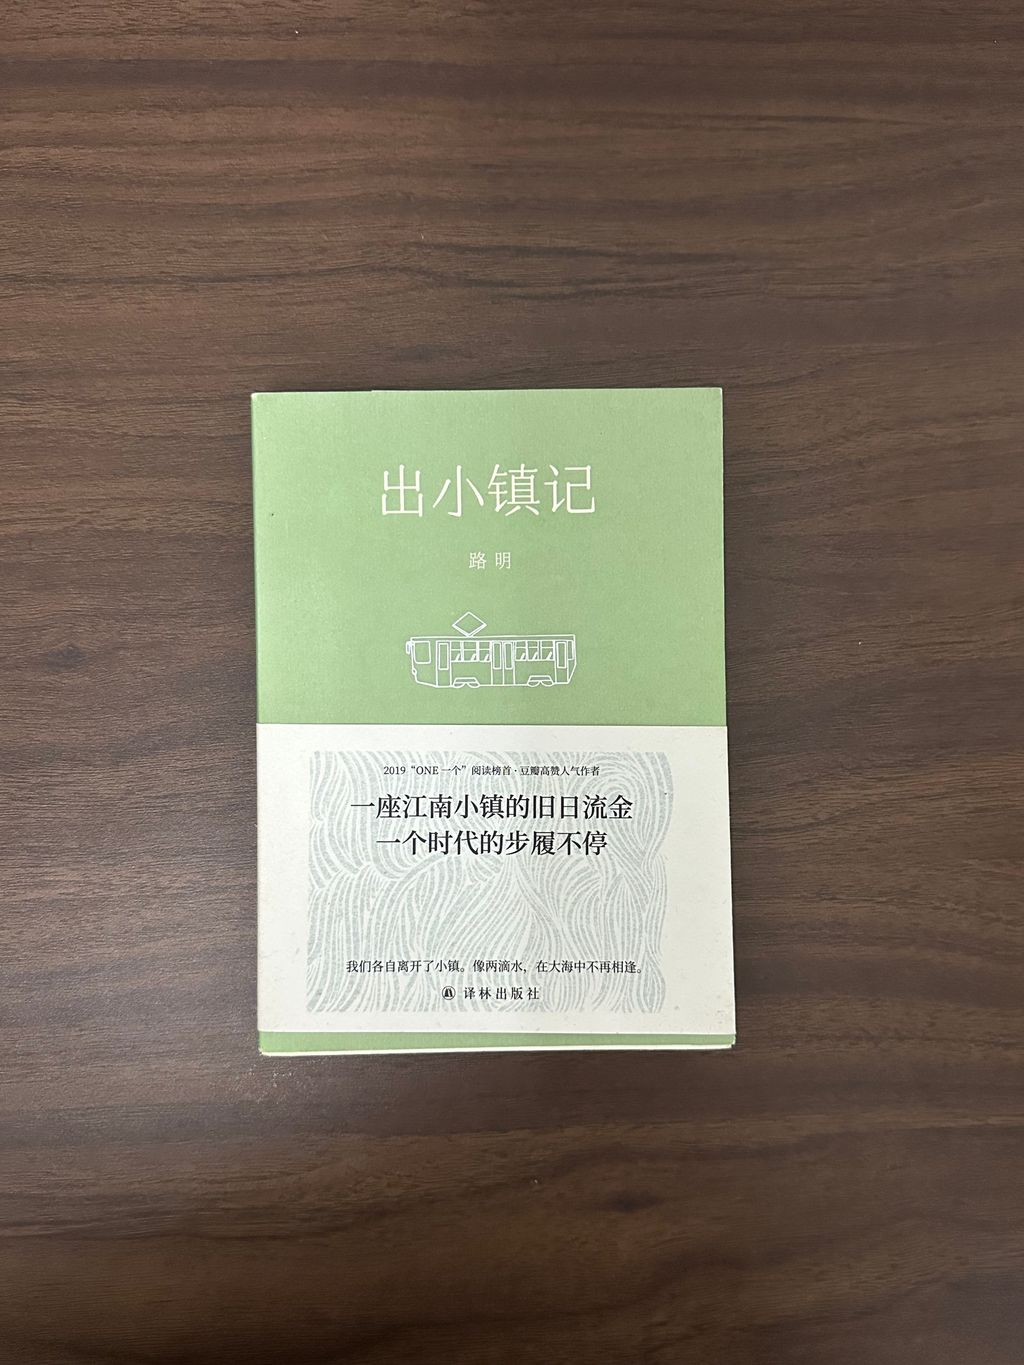 出小镇记
路明
2019“ONE一个”阅读榜首·豆瓣高赞人气作者
一座江南小镇的旧日流金
一个时代的步履不停
我们各自离开了小镇。像两滴水，在大海中不再相逢。
译林出版社